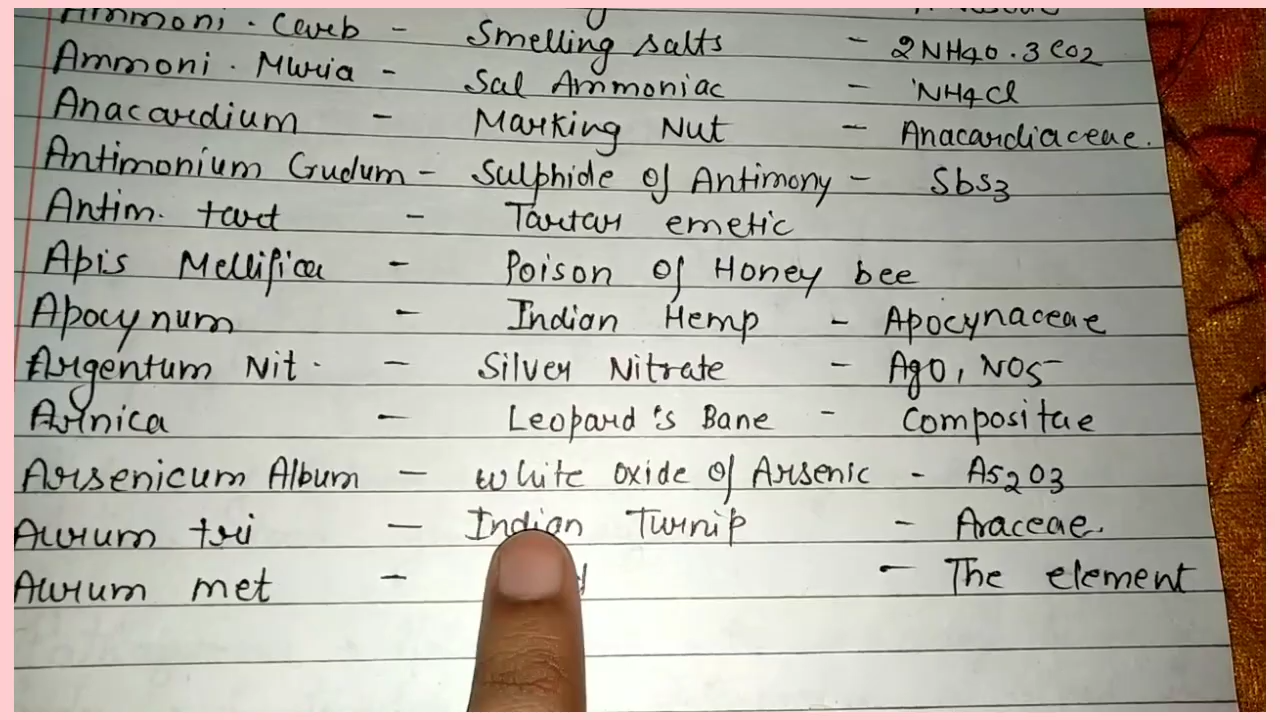 Ammoni. Carb - Smelling salts - 2NH4O.3CO2
Ammoni. Muria - Sal Ammoniac - NH4Cl
Anacardium - Marking Nut - Anacardiaceae.
Antimonium Crudum - Sulphide of Antimony - SbS3
Antim. tart - Tartar emetic
Apis Mellifica - Poison of Honey bee
Apocynum - Indian Hemp - Apocynaceae
Argentum Nit. - Silver Nitrate - AgO, NO5
Arnica - Leopard's Bane - Compositae
Arsenicum Album - White oxide of Arsenic - As2O3
Aurum tri - Indian Turnip - Araceae.
Aurum met - - The element